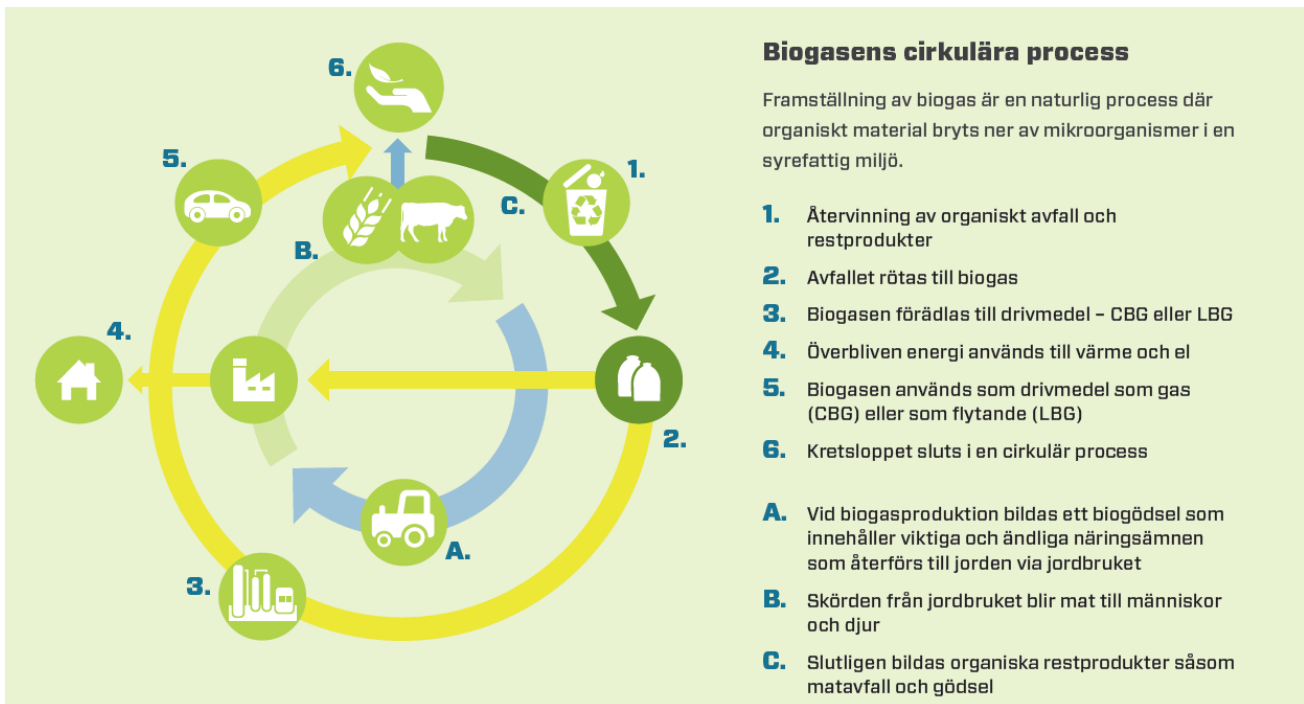 6.
5.
1.
C.
B.
4.
2.
A.
3.
Biogasens cirkulära process
Framställning av biogas är en naturlig process där
organiskt material bryts ner av mikroorganismer i en
syrefattig miljö.
1. Återvinning av organiskt avfall och
restprodukter
2. Avfallet rötas till biogas
3. Biogasen förädlas till drivmedel – CBG eller LBG
4. Överbliven energi används till värme och el
5. Biogasen används som drivmedel som gas
(CBG) eller som flytande (LBG)
6. Kretsloppet sluts i en cirkulär process
A. Vid biogasproduktion bildas ett biogödsel som
innehåller viktiga och ändliga näringsämnen
som återförs till jorden via jordbruket
B. Skörden från jordbruket blir mat till människor
och djur
C. Slutligen bildas organiska restprodukter såsom
matavfall och gödsel